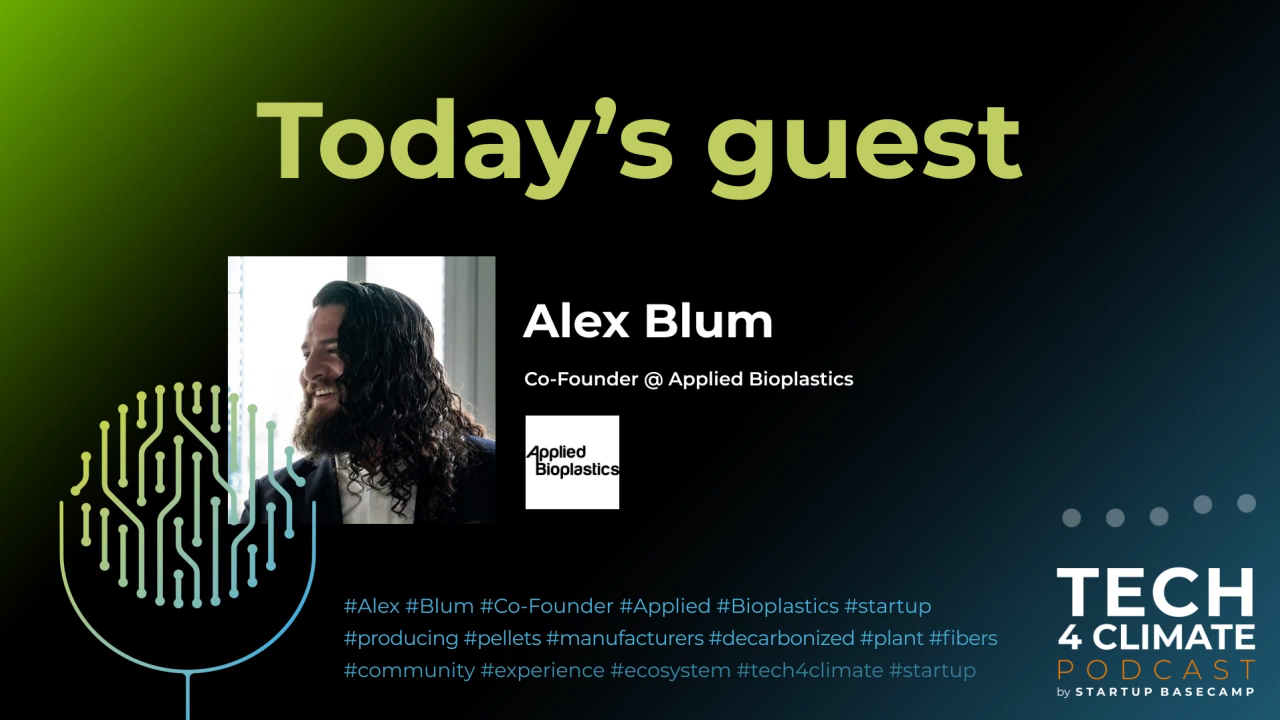 Today’s guest
Alex Blum
Co-Founder @ Applied Bioplastics
Applied
Bioplastics
#Alex #Blum #Co-Founder #Applied #Bioplastics #startup
#producing #pellets #manufacturers #decarbonized #plant #fibers
#community #experience #ecosystem #tech4climate #startup
TECH
4 CLIMATE
PODCAST
by STARTUP BASECAMP